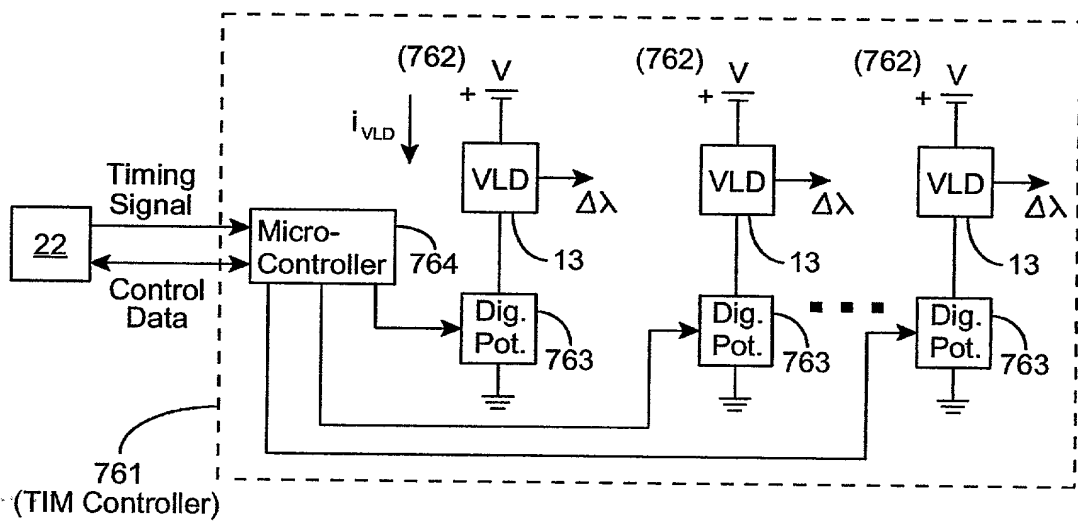 (762) V
+
(762) V
+
(762) V
+
iVLD
VLD
Δλ
13
VLD
Δλ
13
VLD
Δλ
13
Timing
Signal
22
Control
Data
Micro-
Controller
764
Dig.
Pot.
763
Dig.
Pot.
763
Dig.
Pot.
763
761
(TIM Controller)